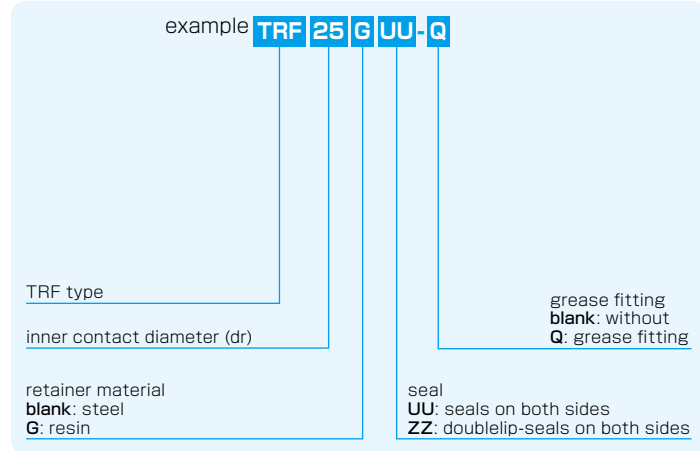 example TRF 25 G UU-Q
TRF type
inner contact diameter (dr)
retainer material
blank: steel
G: resin
grease fitting
blank: without
Q: grease fitting
seal
UU: seals on both sides
ZZ: doublelip-seals on both sides